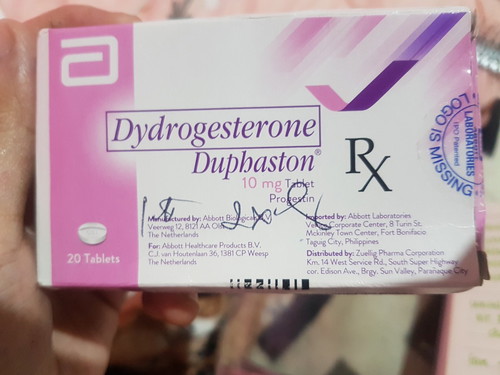 Dydrogesterone
Duphaston®
10 mg Tablet
Progestin
Rx
LABORATORIES
LOGO IS MISSING
Manufactured by: Abbott Biologicals
Veerweg 12, 8121 AA Olst
The Netherlands
For: Abbott Healthcare Products B.V.
C.J. van Houtenlaan 36, 1381 CP Weesp
The Netherlands
Imported by: Abbott Laboratories
Corporate Center, 8 Turin St.
Mckinley Town Center, Fort Bonifacio
Taguig City, Philippines
Distributed by: Zuellig Pharma Corporation
Km. 14 West Service Rd., South Super Highway
cor. Edison Ave., Brgy. Sun Valley, Parañaque City
20 Tablets